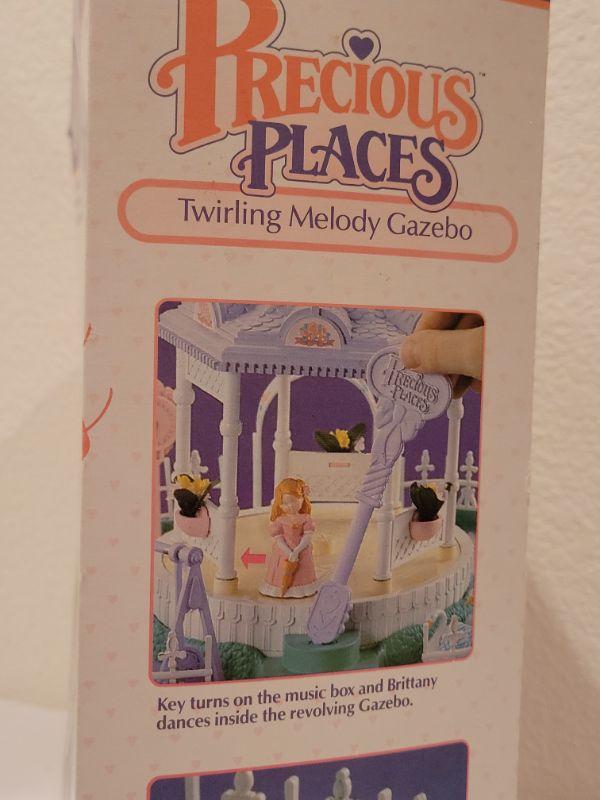 PRECIOUS
PLACES
™
Twirling Melody Gazebo
PRECIOUS
PLACES
Key turns on the music box and Brittany
dances inside the revolving Gazebo.